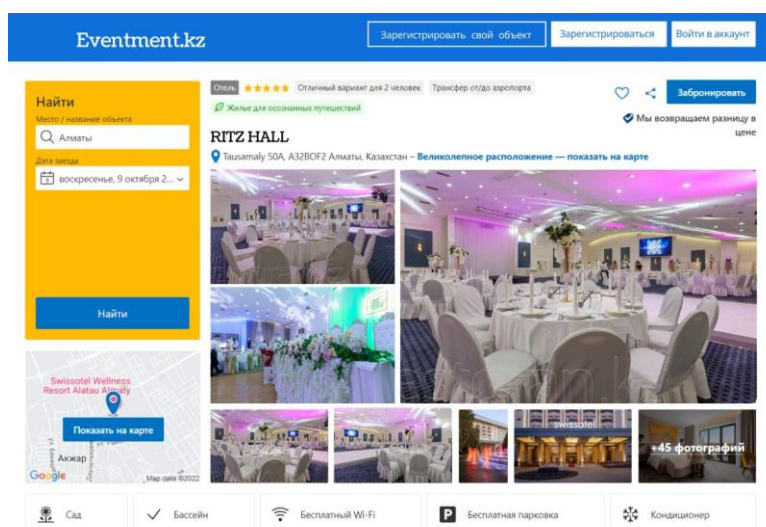 Eventment.kz
Зарегистрировать свой объект
Зарегистрироваться
Войти в аккаунт
Найти
Место / название объекта
Алматы
Дата заезда
воскресенье, 9 октября 2...
Найти
Отель
Отличный вариант для 2 человек
Трансфер от/до аэропорта
Жилье для осознанных путешествий
Забронировать
Мы возвращаем разницу в
цене
RITZ HALL
Tausamaly 50A, A32BOF2 Алматы, Казахстан – Великолепное расположение — показать на карте
swissotel
+45 фотографий
Swissotel Wellness
Resort Alatau Almaty
Показать на карте
Акжар
Google
Map data ©2022
Сад
Бассейн
Бесплатный Wi-Fi
P
Бесплатная парковка
Кондиционер